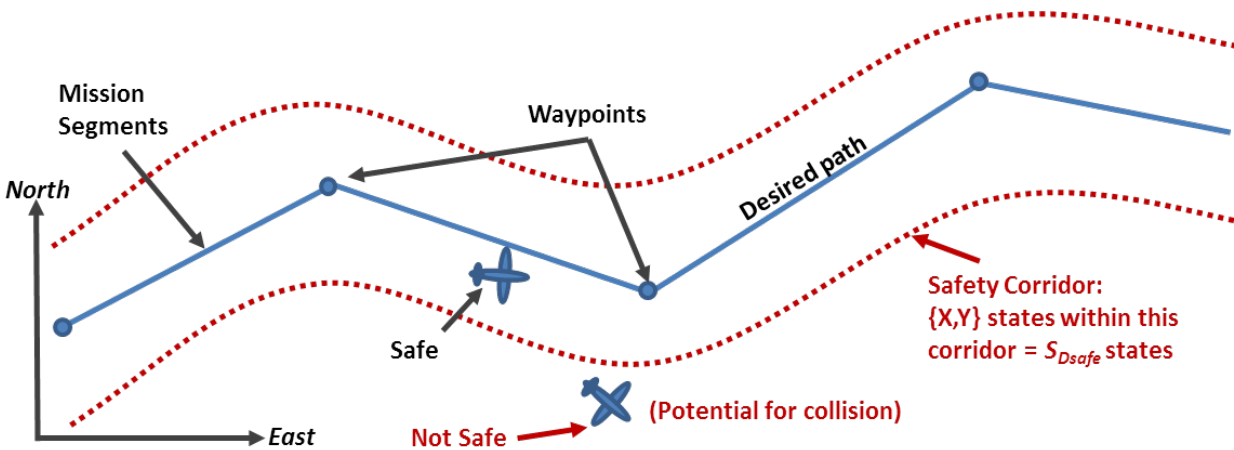 Mission
Segments
Waypoints
North
Desired path
Safety Corridor:
{X,Y} states within this
corridor = S_Dsafe states
Safe
(Potential for collision)
Not Safe
East